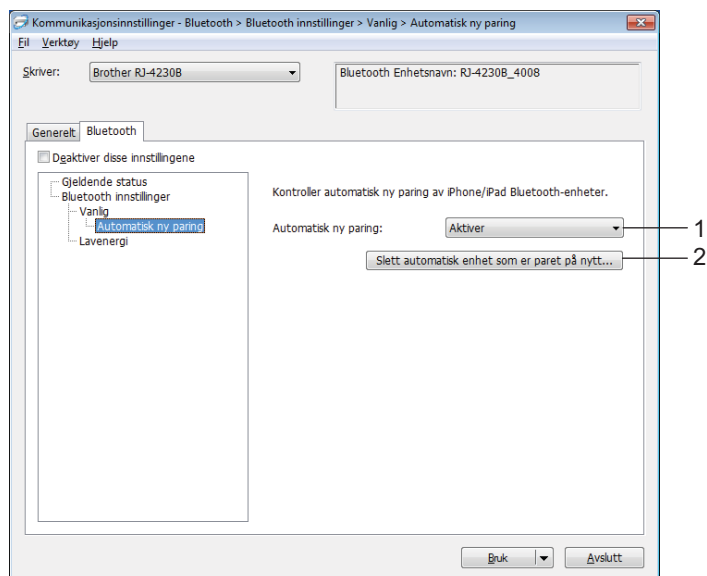 Kommunikasjonsinnstillinger - Bluetooth > Bluetooth innstillinger > Vanlig > Automatisk ny paring
Fil Verktøy Hjelp
Skriver: Brother RJ-4230B
Bluetooth Enhetsnavn: RJ-4230B_4008
Generelt Bluetooth
Deaktiver disse innstillingene
Gjeldende status
Bluetooth innstillinger
Vanlig
Automatisk ny paring
Lavenergi
Kontroller automatisk ny paring av iPhone/iPad Bluetooth-enheter.
Automatisk ny paring: Aktiver 1
Slett automatisk enhet som er paret på nytt... 2
Bruk Avslutt